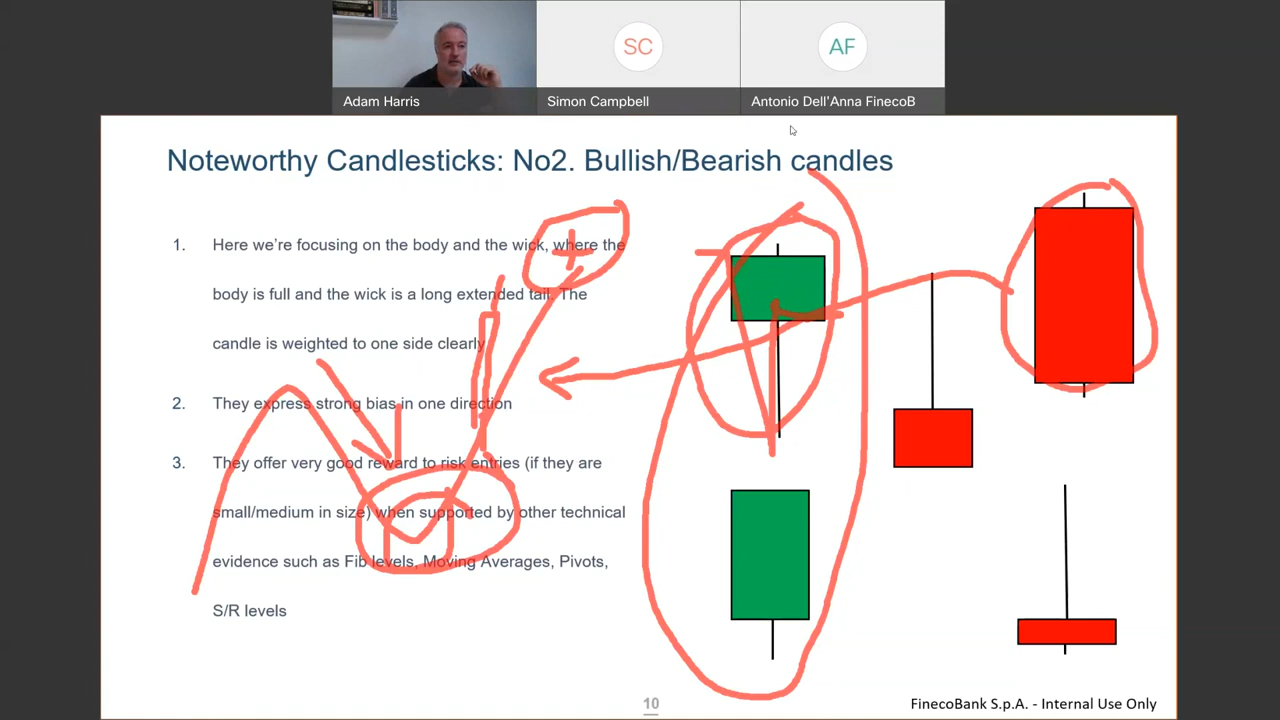 SC
AF
Adam Harris
Simon Campbell
Antonio Dell'Anna FinecoB
Noteworthy Candlesticks: No2. Bullish/Bearish candles
1. Here we're focusing on the body and the wick, where the
body is full and the wick is a long extended tail. The
candle is weighted to one side clearly
2. They express strong bias in one direction
3. They offer very good reward to risk entries (if they are
small/medium in size) when supported by other technical
evidence such as Fib levels, Moving Averages, Pivots,
S/R levels
10
FinecoBank S.p.A. - Internal Use Only